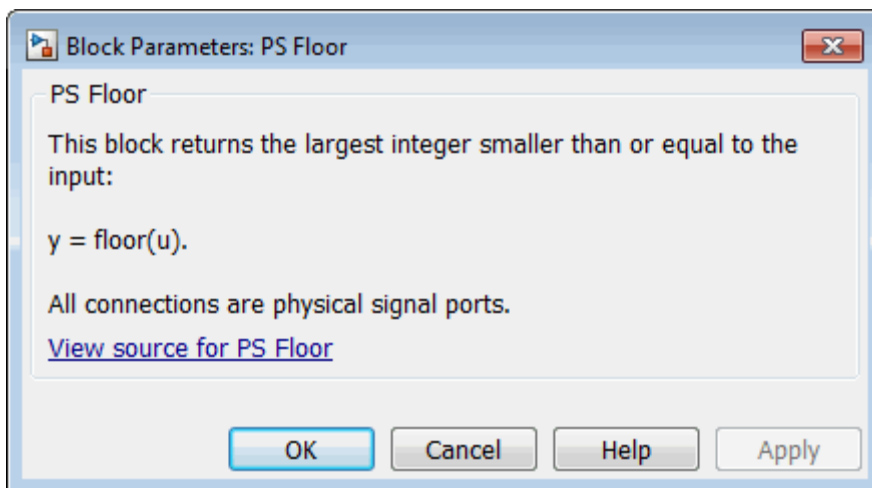 Block Parameters: PS Floor
PS Floor
This block returns the largest integer smaller than or equal to the
input:
y = floor(u).
All connections are physical signal ports.
View source for PS Floor
OK Cancel Help Apply